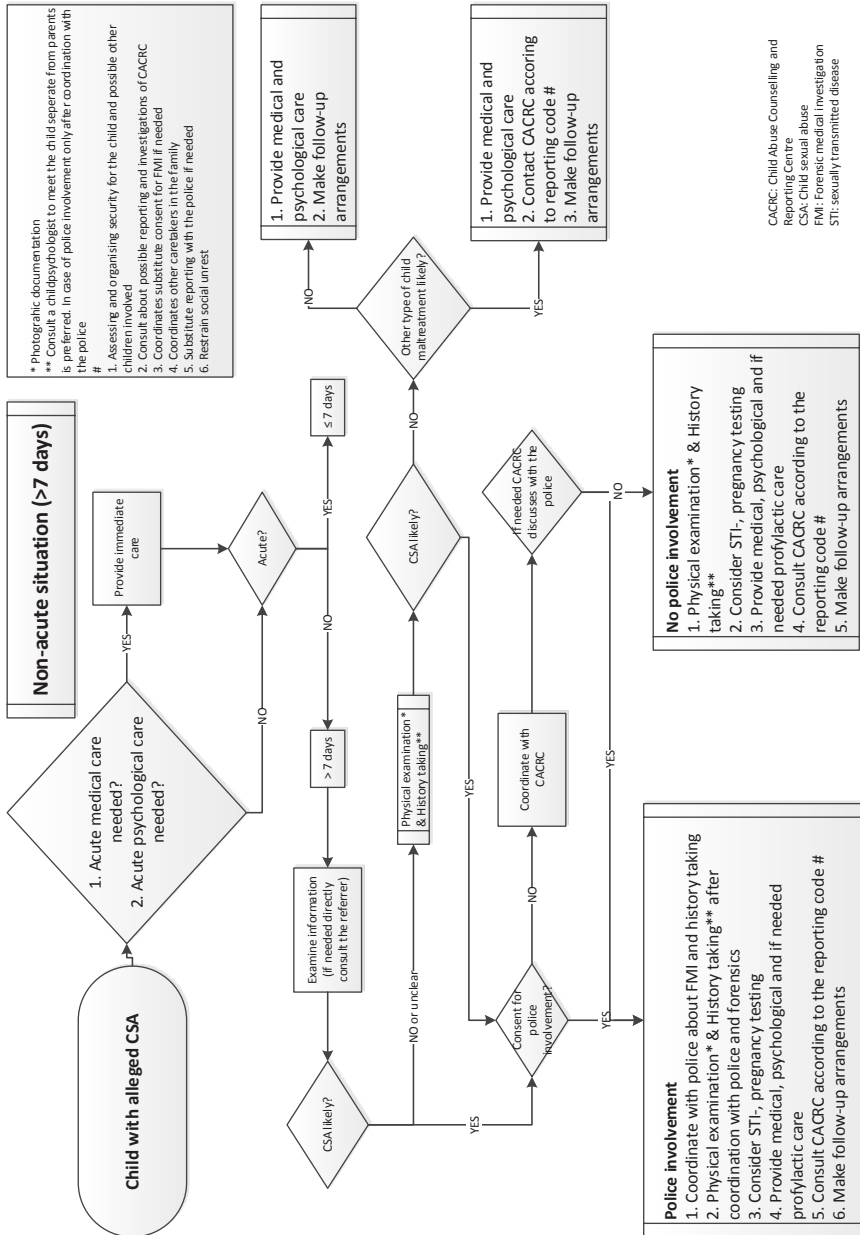 Non-acute situation (>7 days)
Child with alleged CSA
1. Acute medical care
needed?
2. Acute psychological care
needed?
YES
NO
Provide immediate
care
Acute?
YES
NO
≤ 7 days
> 7 days
Examine information
(If needed directly
consult the referrer)
CSA likely?
NO or unclear
YES
Physical examination*
& History taking**
CSA likely?
NO
YES
Other type of child
maltreatment likely?
NO
YES
1. Provide medical and
psychological care
2. Make follow-up
arrangements
1. Provide medical and
psychological care
2. Contact CACRC accoring
to reporting code #
3. Make follow-up
arrangements
Consent for
police
involvement?
NO
YES
Coordinate with
CACRC
If needed CACRC
discusses with the
police
YES
NO
Police involvement
1. Coordinate with police about FMI and history taking
2. Physical examination* & History taking** after
coordination with police and forensics
3. Consider STI-, pregnancy testing
4. Provide medical, psychological and if needed
profylactic care
5. Consult CACRC according to the reporting code #
6. Make follow-up arrangements
No police involvement
1. Physical examination* & History
taking**
2. Consider STI-, pregnancy testing
3. Provide medical, psychological and if
needed profylactic care
4. Consult CACRC according to the
reporting code #
5. Make follow-up arrangements
* Photograhic documentation
** Consult a childpsychologist to meet the child seperate from parents
is preferred. In case of police involvement only after coordination with
the police
#
1. Assessing and organising security for the child and possible other
children involved
2. Consult about possible reporting and investigations of CACRC
3. Coordinates substitute consent for FMI if needed
4. Coordinates other caretakers in the family
5. Substitute reporting with the police if needed
6. Restrain social unrest
CACRC: Child Abuse Counselling and
Reporting Centre
CSA: Child sexual abuse
FMI: Forensic medical investigation
STI: sexually transmitted disease